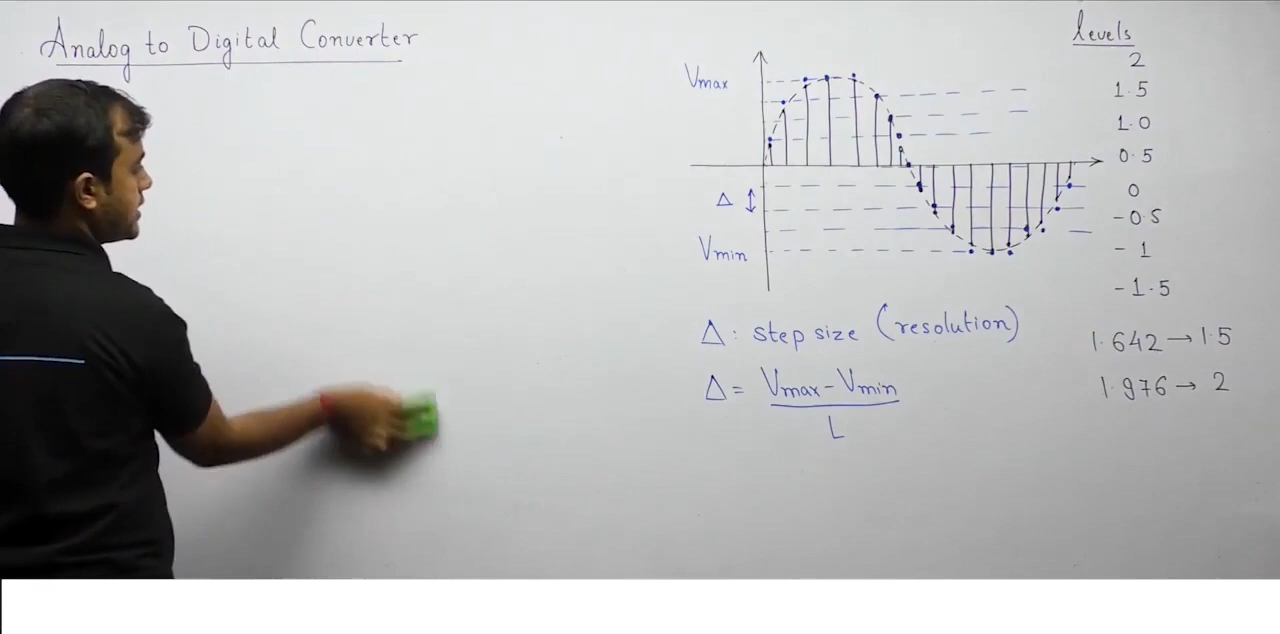 Analog to Digital Converter
levels
Vmax
2
1.5
1.0
0.5
Δ
0
-0.5
Vmin
-1
-1.5
Δ: step size (resolution)
1.642→1.5
Δ= Vmax-Vmin
L
1.976→ 2